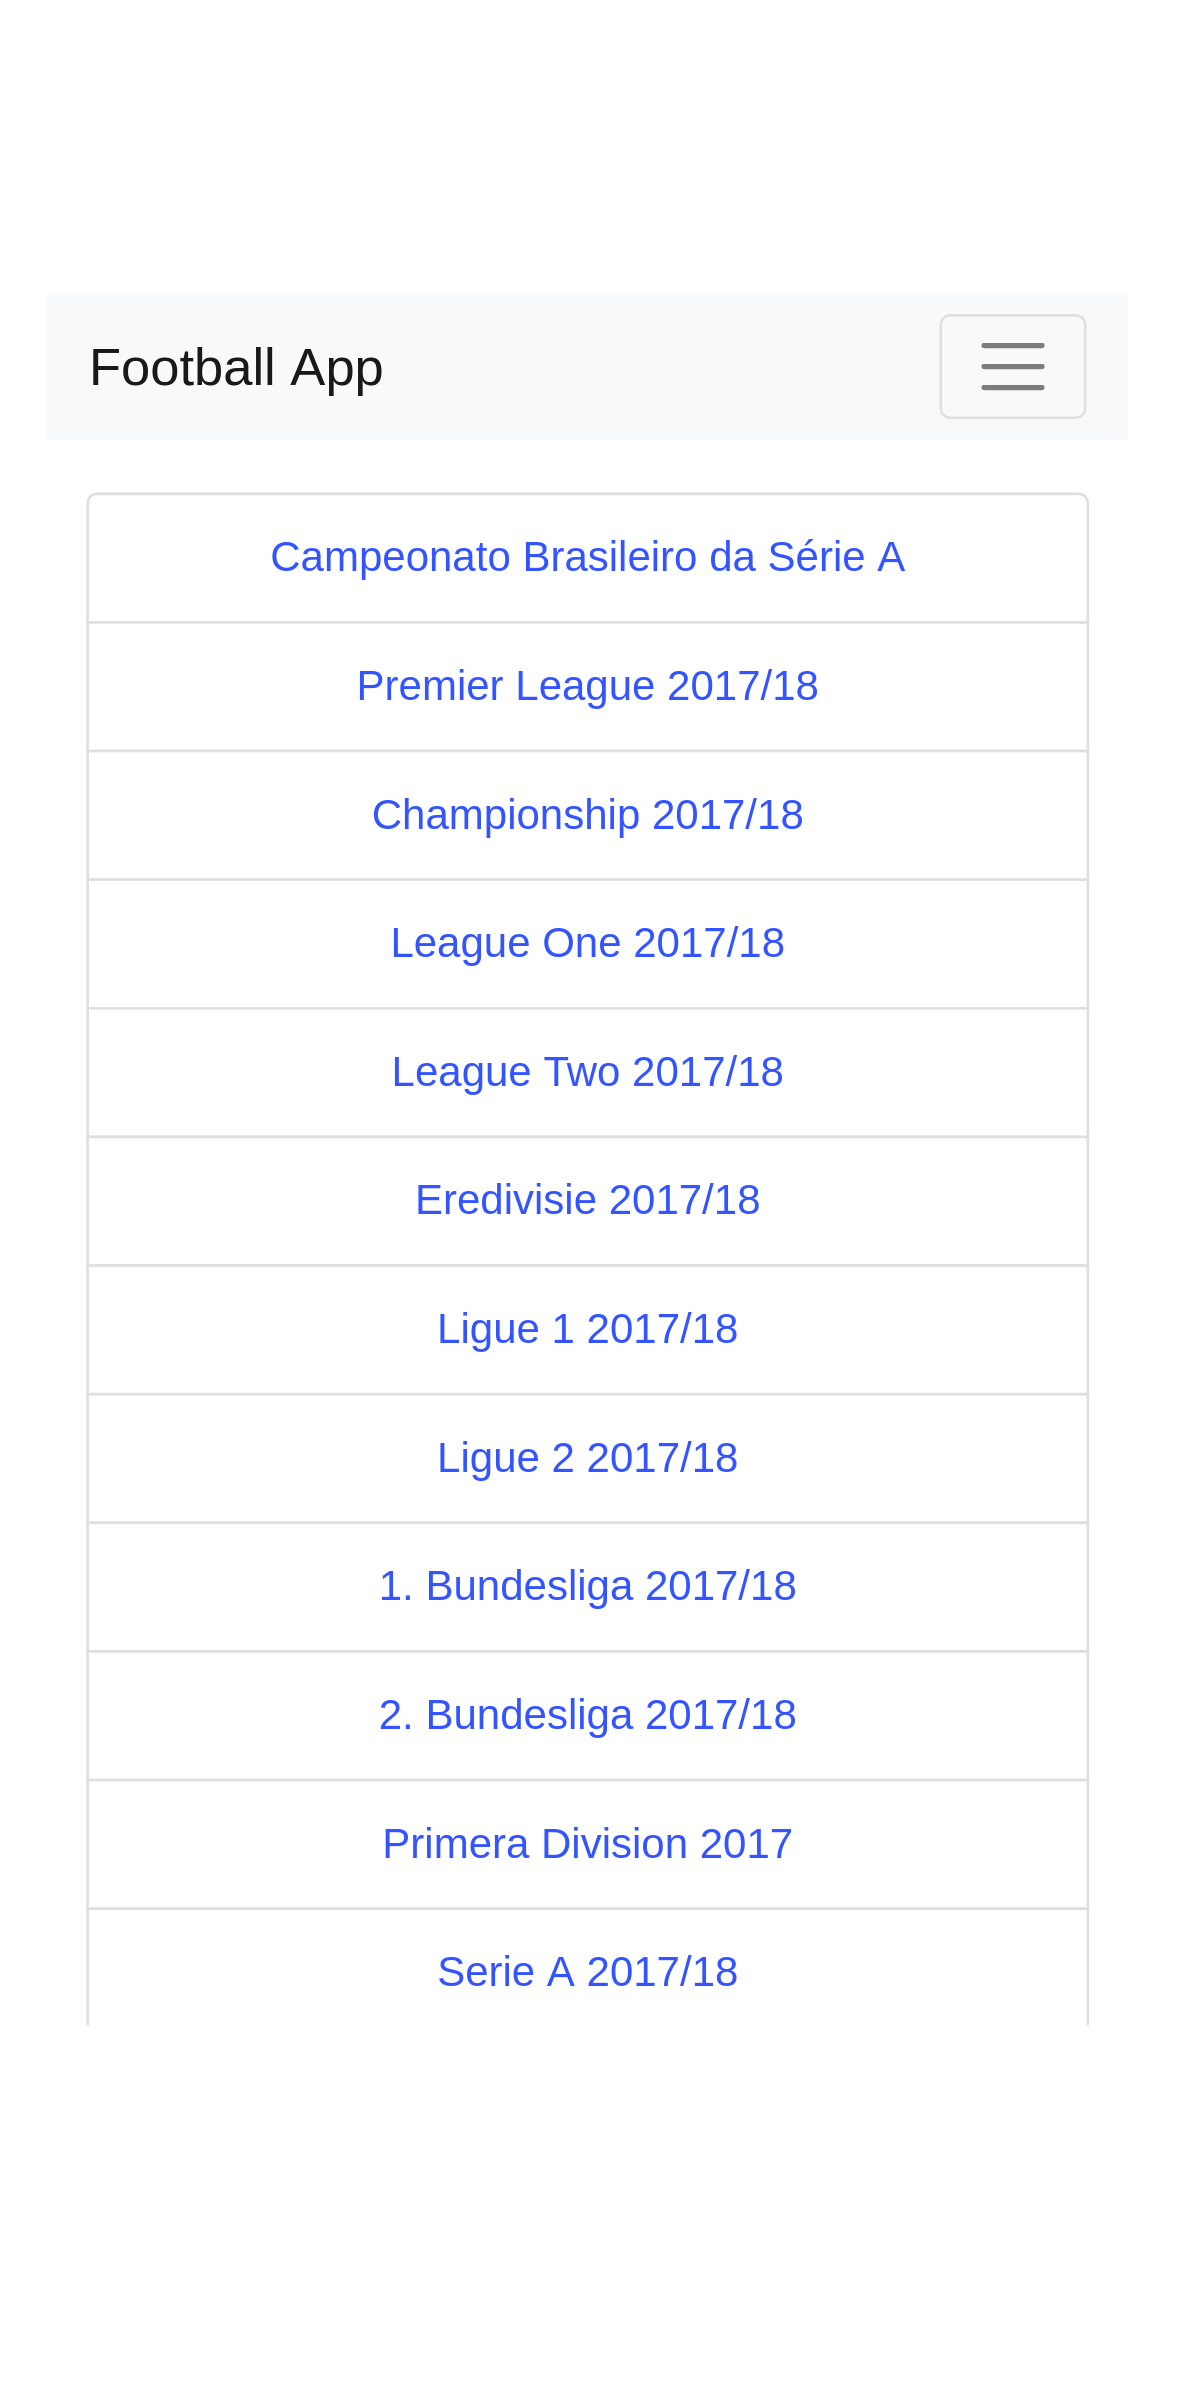 Football App
Campeonato Brasileiro da Série A
Premier League 2017/18
Championship 2017/18
League One 2017/18
League Two 2017/18
Eredivisie 2017/18
Ligue 1 2017/18
Ligue 2 2017/18
1. Bundesliga 2017/18
2. Bundesliga 2017/18
Primera Division 2017
Serie A 2017/18